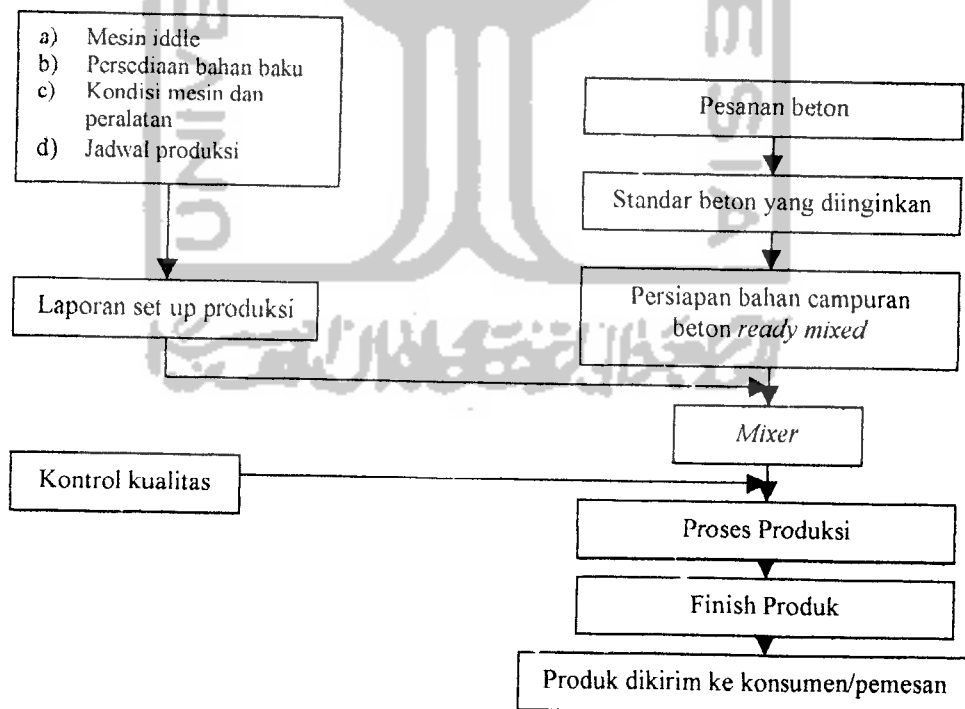 a) Mesin iddle
b) Persediaan bahan baku
c) Kondisi mesin dan
peralatan
d) Jadwal produksi
Pesanan beton
Standar beton yang diinginkan
Laporan set up produksi
Persiapan bahan campuran
beton ready mixed
Mixer
Kontrol kualitas
Proses Produksi
Finish Produk
Produk dikirim ke konsumen/pemesan